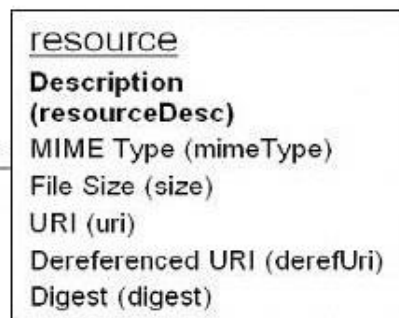 resource
Description
(resourceDesc)
MIME Type (mimeType)
File Size (size)
URI (uri)
Dereferenced URI (derefUri)
Digest (digest)